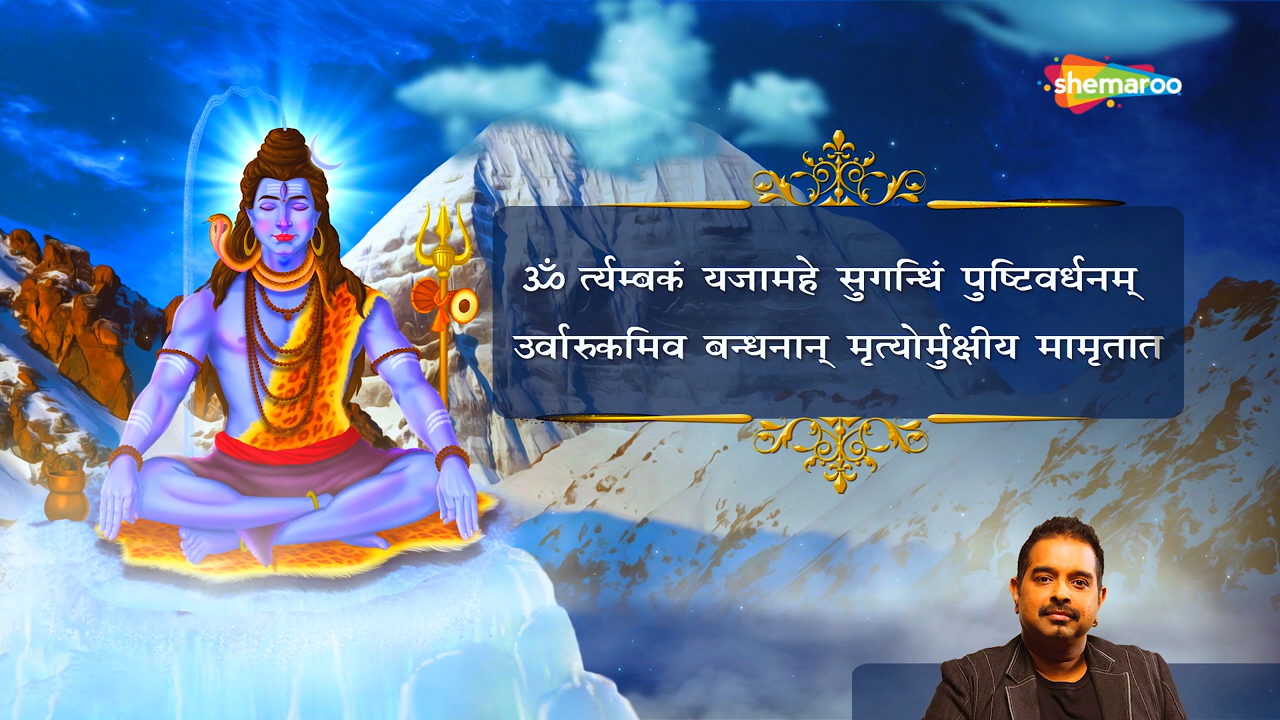 shemaroo
ॐ र्त्यम्बकं यजामहे सुगन्धिं पुष्टिवर्धनम्
उर्वारुकमिव बन्धनान् मृत्योर्मुक्षीय मामृतात